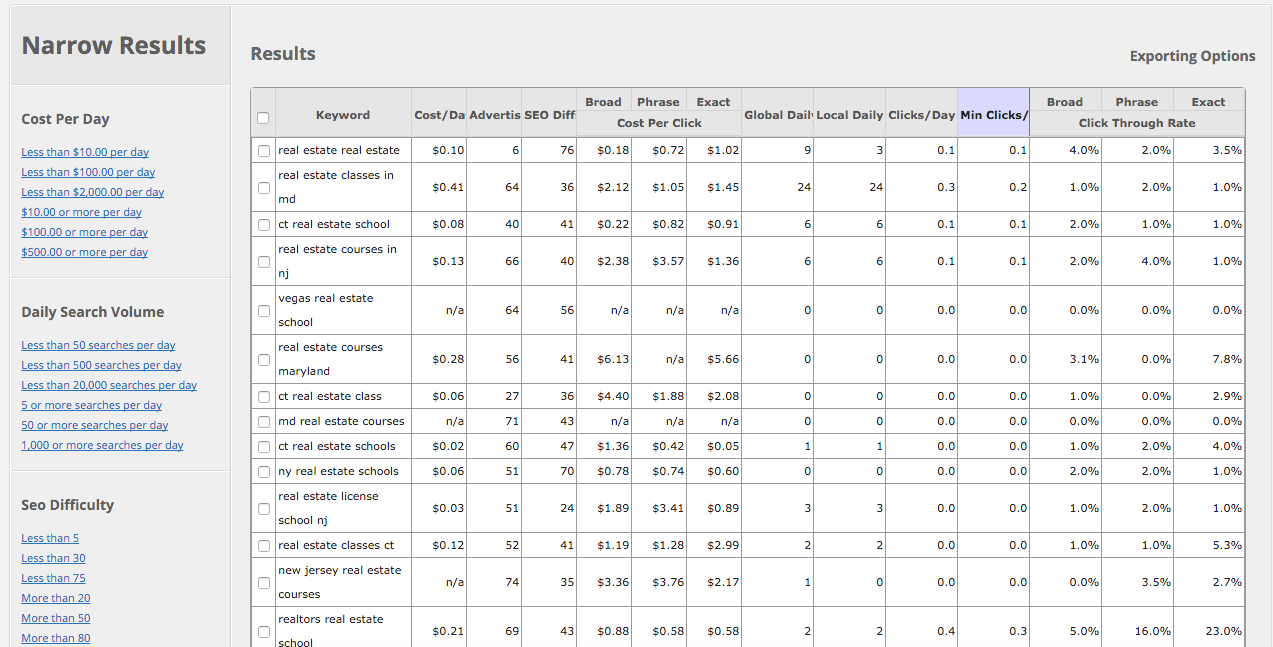 Narrow Results
Cost Per Day
Less than $10.00 per day
Less than $100.00 per day
Less than $2,000.00 per day
$10.00 or more per day
$100.00 or more per day
$500.00 or more per day
Daily Search Volume
Less than 50 searches per day
Less than 500 searches per day
Less than 20,000 searches per day
5 or more searches per day
50 or more searches per day
1,000 or more searches per day
Seo Difficulty
Less than 5
Less than 30
Less than 75
More than 20
More than 50
More than 80
Results
Exporting Options
Broad Phrase Exact Broad Phrase Exact
Keyword Cost/Da Advertis SEO Diff Cost Per Click Global Daily Local Daily Clicks/Day Min Clicks/ Click Through Rate
real estate real estate $0.10 6 76 $0.18 $0.72 $1.02 9 3 0.1 0.1 4.0% 2.0% 3.5%
real estate classes in
md $0.41 64 36 $2.12 $1.05 $1.45 24 24 0.3 0.2 1.0% 2.0% 1.0%
ct real estate school $0.08 40 41 $0.22 $0.82 $0.91 6 6 0.1 0.1 2.0% 1.0% 1.0%
real estate courses in
nj $0.13 66 40 $2.38 $3.57 $1.36 6 6 0.1 0.1 2.0% 4.0% 1.0%
vegas real estate
school n/a 64 56 n/a n/a n/a 0 0 0.0 0.0 0.0% 0.0% 0.0%
real estate courses
maryland $0.28 56 41 $6.13 n/a $5.66 0 0 0.0 0.0 3.1% 0.0% 7.8%
ct real estate class $0.06 27 36 $4.40 $1.88 $2.08 0 0 0.0 0.0 1.0% 0.0% 2.9%
md real estate courses n/a 71 43 n/a n/a n/a 0 0 0.0 0.0 0.0% 0.0% 0.0%
ct real estate schools $0.02 60 47 $1.36 $0.42 $0.05 1 1 0.0 0.0 1.0% 2.0% 4.0%
ny real estate schools $0.06 51 70 $0.78 $0.74 $0.60 0 0 0.0 0.0 2.0% 2.0% 1.0%
real estate license
school nj $0.03 51 24 $1.89 $3.41 $0.89 3 3 0.0 0.0 1.0% 2.0% 1.0%
real estate classes ct $0.12 52 41 $1.19 $1.28 $2.99 2 2 0.0 0.0 1.0% 1.0% 5.3%
new jersey real estate
courses n/a 74 35 $3.36 $3.76 $2.17 1 0 0.0 0.0 0.0% 3.5% 2.7%
realtors real estate
school $0.21 69 43 $0.88 $0.58 $0.58 2 2 0.4 0.3 5.0% 16.0% 23.0%